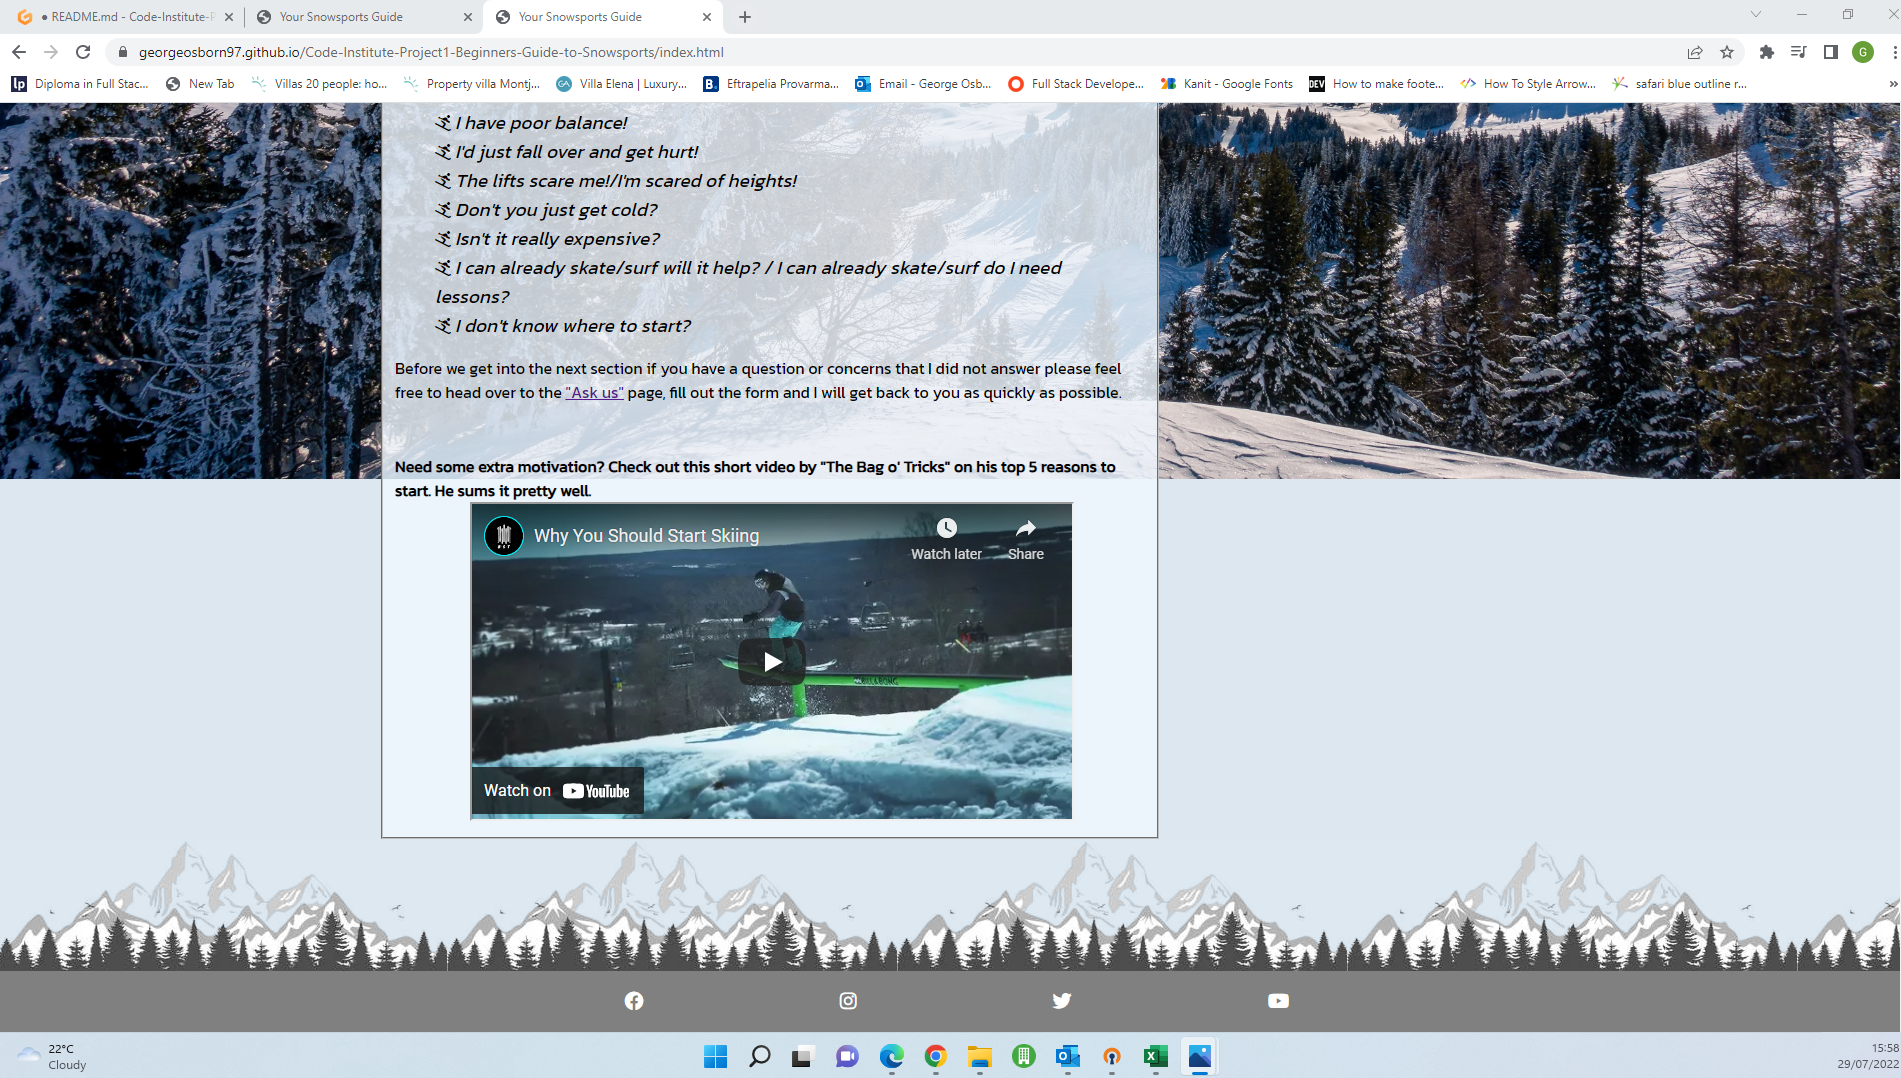 README.md - Code-Institute-P
Your Snowsports Guide
Your Snowsports Guide
georgeosborn97.github.io/Code-Institute-Project1-Beginners-Guide-to-Snowsports/index.html
G
lp Diploma in Full Stac...
New Tab
Villas 20 people: ho...
Property villa Montj...
GA Villa Elena | Luxury...
B. Eftrapelia Provarma...
Email - George Osb...
Full Stack Develope...
Kanit - Google Fonts
DEV How to make foote...
How To Style Arrow...
safari blue outline r...
I have poor balance!
I'd just fall over and get hurt!
The lifts scare me!/I'm scared of heights!
Don't you just get cold?
Isn't it really expensive?
I can already skate/surf will it help? / I can already skate/surf do I need
lessons?
I don't know where to start?
Before we get into the next section if you have a question or concerns that I did not answer please feel
free to head over to the "Ask us" page, fill out the form and I will get back to you as quickly as possible.
Need some extra motivation? Check out this short video by "The Bag o' Tricks" on his top 5 reasons to
start. He sums it pretty well.
Why You Should Start Skiing
Watch later
Share
BILLABONG
Watch on YouTube
22°C
Cloudy
15:58
29/07/2022